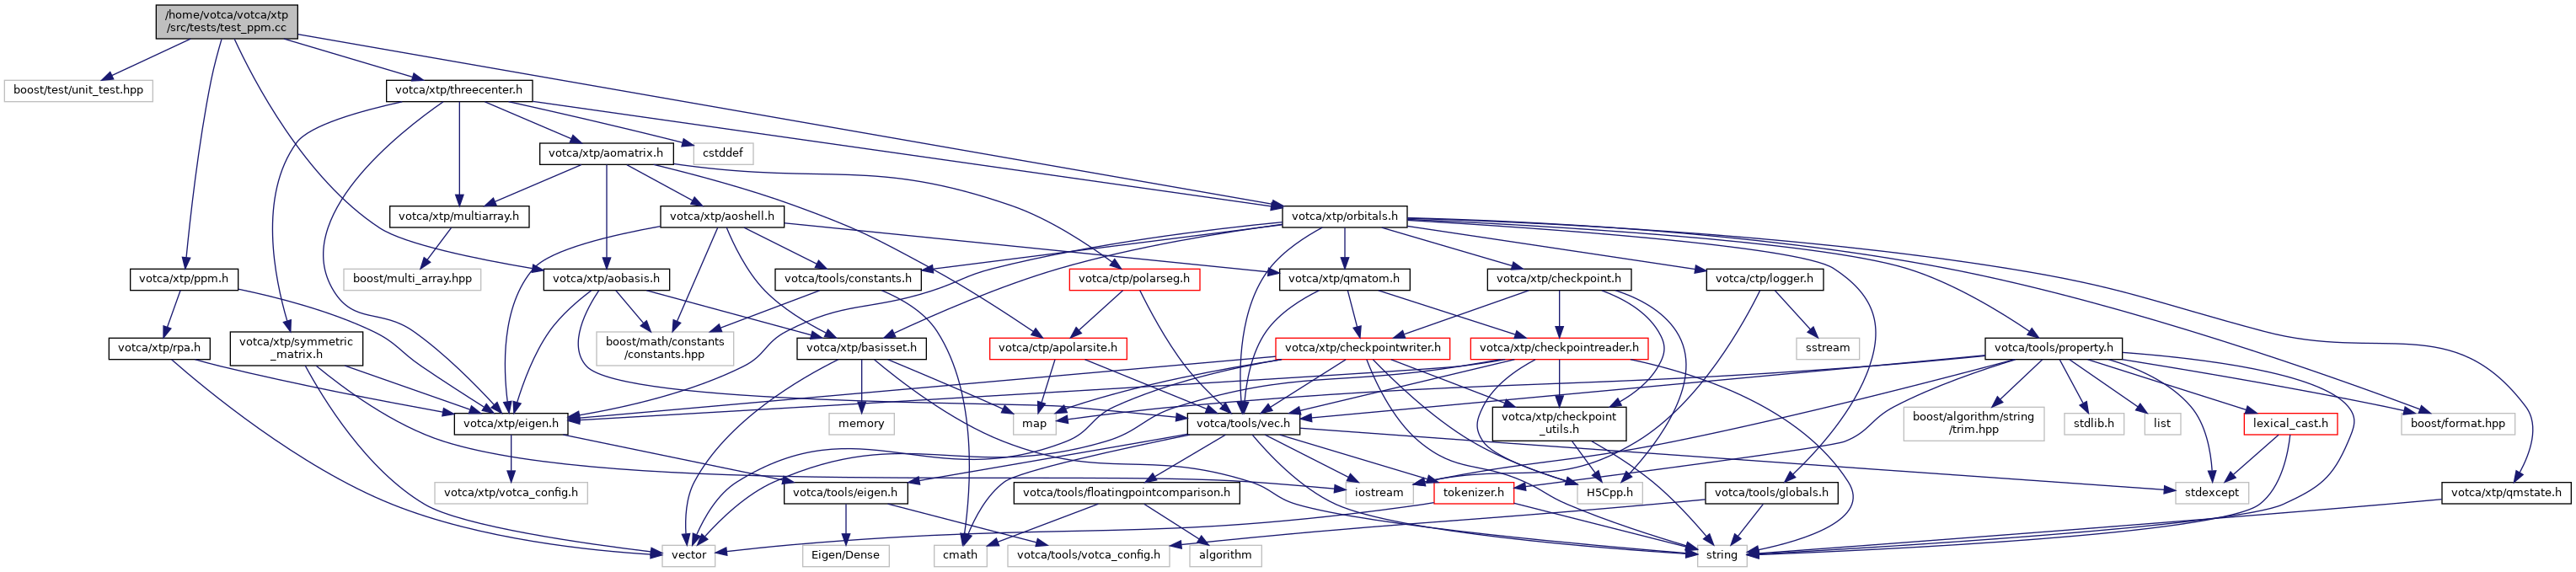 /home/votca/votca/xtp
/src/tests/test_ppm.cc
boost/test/unit_test.hpp
votca/xtp/threecenter.h
votca/xtp/aomatrix.h
cstddef
votca/xtp/multiarray.h
votca/xtp/aoshell.h
votca/xtp/orbitals.h
votca/xtp/ppm.h
boost/multi_array.hpp
votca/xtp/aobasis.h
votca/tools/constants.h
votca/ctp/polarseg.h
votca/xtp/qmatom.h
votca/xtp/checkpoint.h
votca/ctp/logger.h
votca/xtp/rpa.h
votca/xtp/symmetric
_matrix.h
boost/math/constants
/constants.hpp
votca/xtp/basisset.h
votca/ctp/apolarsite.h
votca/xtp/checkpointwriter.h
votca/xtp/checkpointreader.h
sstream
votca/tools/property.h
votca/xtp/eigen.h
memory
map
votca/tools/vec.h
votca/xtp/checkpoint
_utils.h
boost/algorithm/string
/trim.hpp
stdlib.h
list
lexical_cast.h
boost/format.hpp
votca/xtp/votca_config.h
votca/tools/eigen.h
votca/tools/floatingpointcomparison.h
iostream
tokenizer.h
H5Cpp.h
votca/tools/globals.h
stdexcept
votca/xtp/qmstate.h
vector
Eigen/Dense
cmath
votca/tools/votca_config.h
algorithm
string